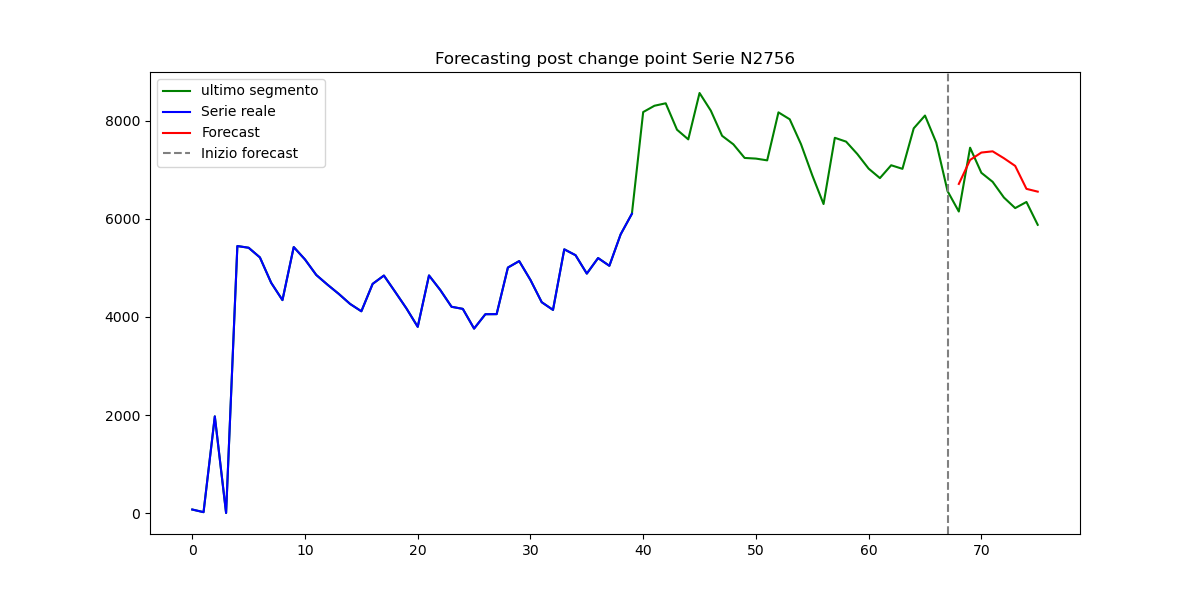 Forecasting post change point Serie N2756
ultimo segmento
Serie reale
Forecast
Inizio forecast
8000
6000
4000
2000
0
0 10 20 30 40 50 60 70